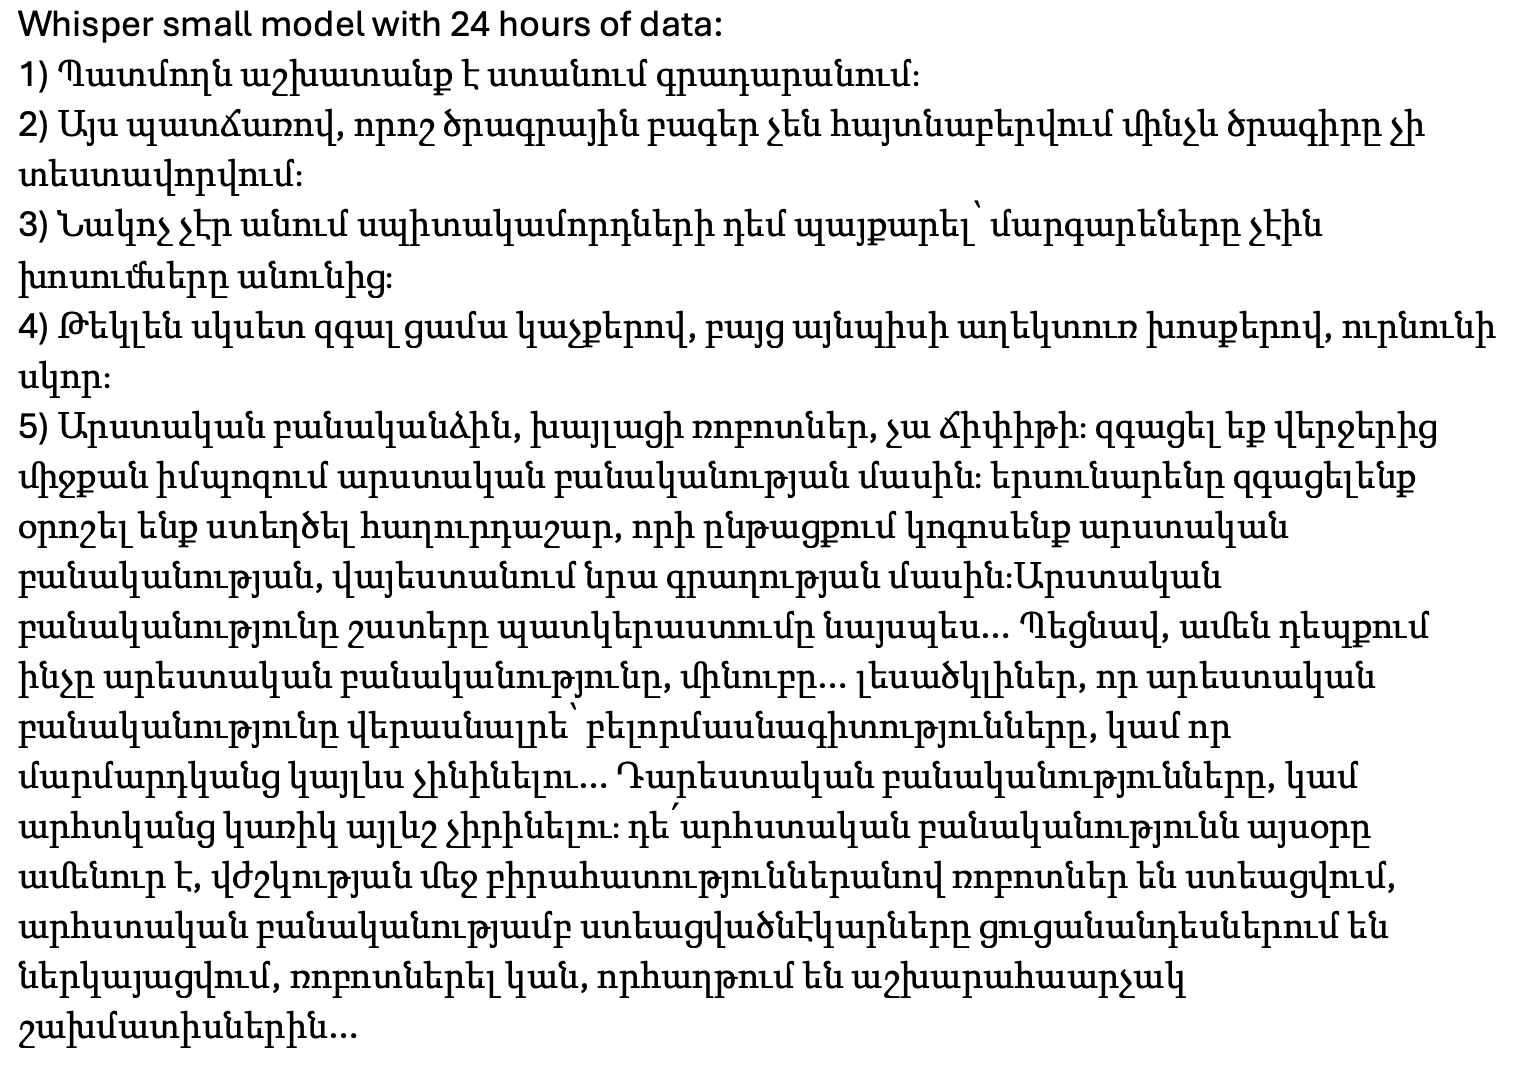 Whisper small model with 24 hours of data:
1) Պատմողն աշխատանք է ստանում գրադարանում։
2) Այս պատճառով, որոշ ծրագրային բագեր չեն հայտնաբերվում մինչև ծրագիրը չի
տեստավորվում։
3) Նակոչ չէր անում սպիտակամորդների դեմ պայքարել՝ մարգարեները չէին
խոսումսերը անունից։
4) Թեկլեն սկսետ զգալ ցամա կաչքերով, բայց այնպիսի աղեկտուռ խոսքերով, ուրնունի
սկոր։
5) Արստական բանականձին, խայլացի ռոբոտներ, չա ճիփիթի։ զգացել եք վերջերից
միջքան իմպոզում արստական բանականության մասին։ երսունարենը զգացելենք
օրոշել ենք ստեղծել հաղուրդաշար, որի ընթացքում կոգոսենք արստական
բանականության, վայեստանում նրա գրաղության մասին։Արստական
բանականությունը շատերը պատկերաստումը նայսպես... Պեցնավ, ամեն դեպքում
ինչը արեստական բանականությունը, մինուբը... լեսածկլիներ, որ արեստական
բանականությունը վերասնալրե՝ բելորմասնագիտությունները, կամ որ
մարմարդկանց կայլևս չինինելու... Դարեստական բանականությունները, կամ
արհտկանց կառիկ այլևշ չիրինելու։ դե՛արհստական բանականությունն այսօրը
ամենուր է, վժշկության մեջ բիրահատություններանով ռոբոտներ են ստեացվում,
արհստական բանականությամբ ստեացվածնէկարները ցուցանանդեսներում են
ներկայացվում, ռոբոտներել կան, որհաղթում են աշխարահաարչակ
շախմատիսներին...